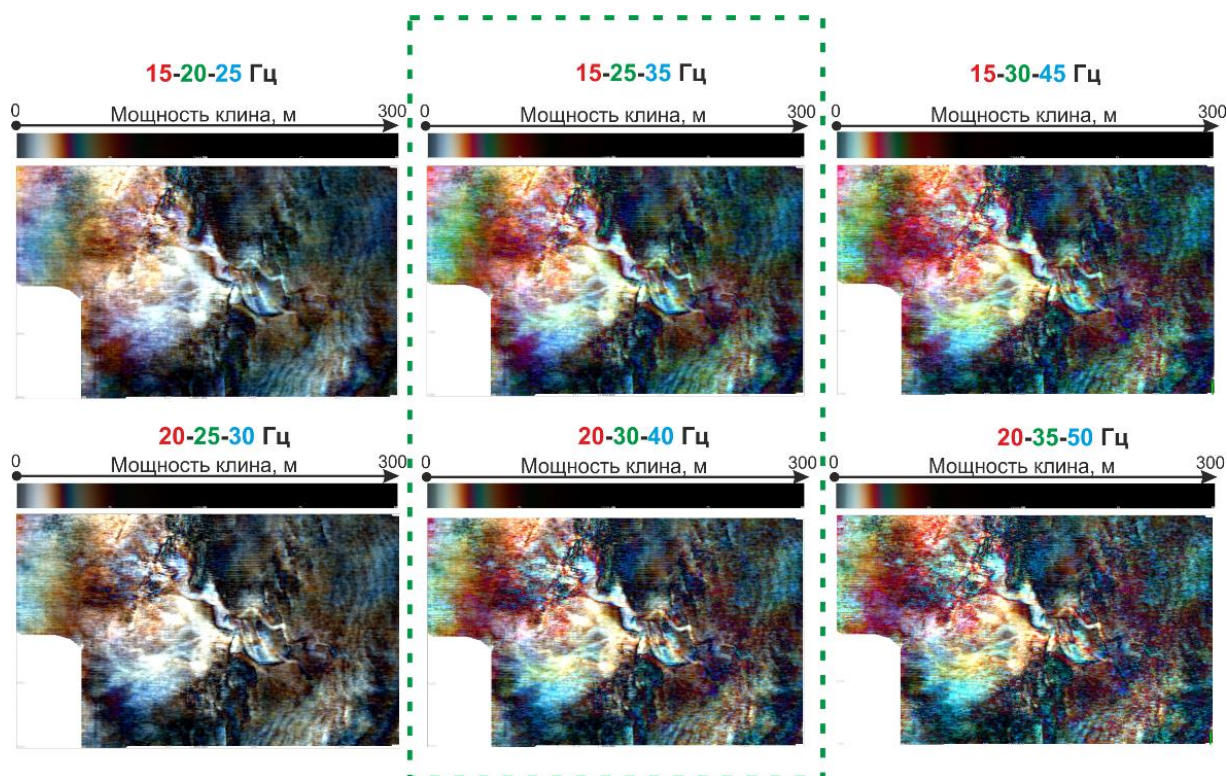 15-20-25 Гц
0 Мощность клина, м 300
15-25-35 Гц
0 Мощность клина, м 300
15-30-45 Гц
0 Мощность клина, м 300
20-25-30 Гц
0 Мощность клина, м 300
20-30-40 Гц
0 Мощность клина, м 300
20-35-50 Гц
0 Мощность клина, м 300